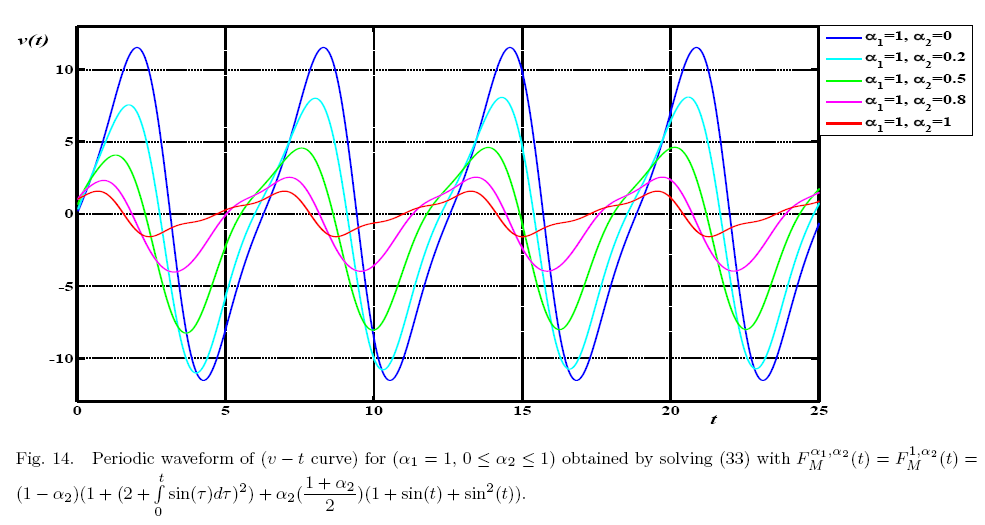 v(t)
α1=1, α2=0
α1=1, α2=0.2
α1=1, α2=0.5
α1=1, α2=0.8
α1=1, α2=1
10
5
0
-5
-10
0 5 10 15 20 25
t
Fig. 14. Periodic waveform of (v − t curve) for (α₁ = 1, 0 ≤ α₂ ≤ 1) obtained by solving (33) with F_M^{α₁,α₂}(t) = F_M^{1,α₂}(t) =
(1 − α₂)(1 + (2 + ∫₀ᵗ sin(τ)dτ)²) + α₂((1 + α₂)/2)(1 + sin(t) + sin²(t)).